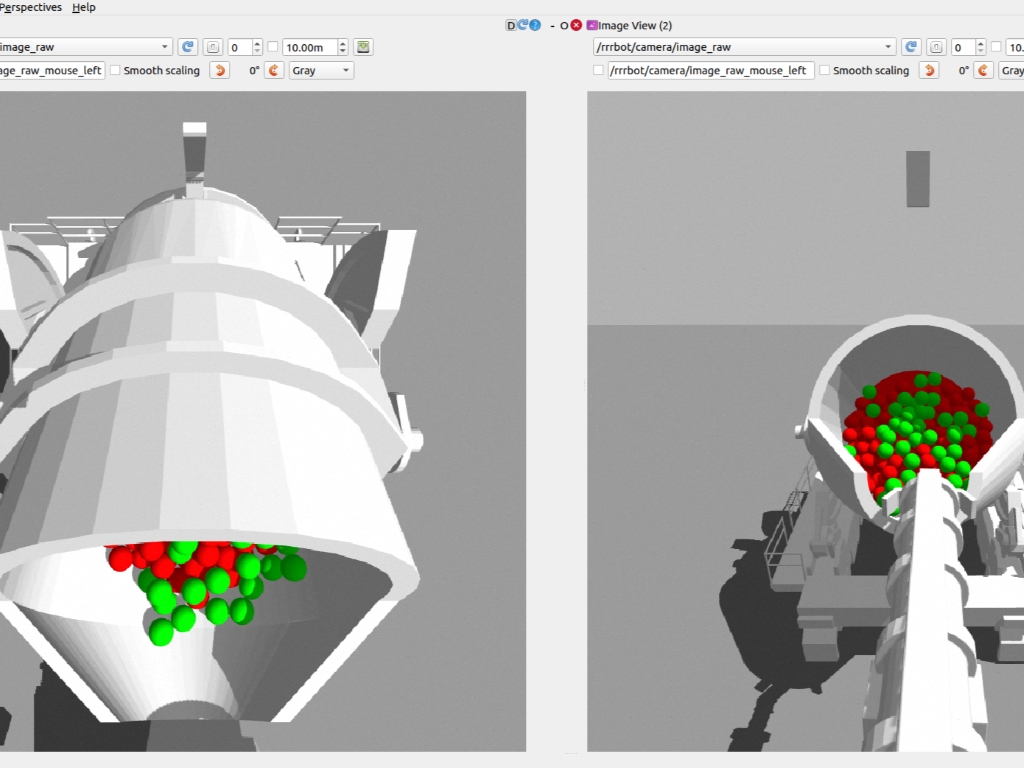 Perspectives Help
D - O Image View (2)
image_raw 0 10.00m /rrrbot/camera/image_raw 0 10.
age_raw_mouse_left Smooth scaling 0° Gray /rrrbot/camera/image_raw_mouse_left Smooth scaling 0° Gray